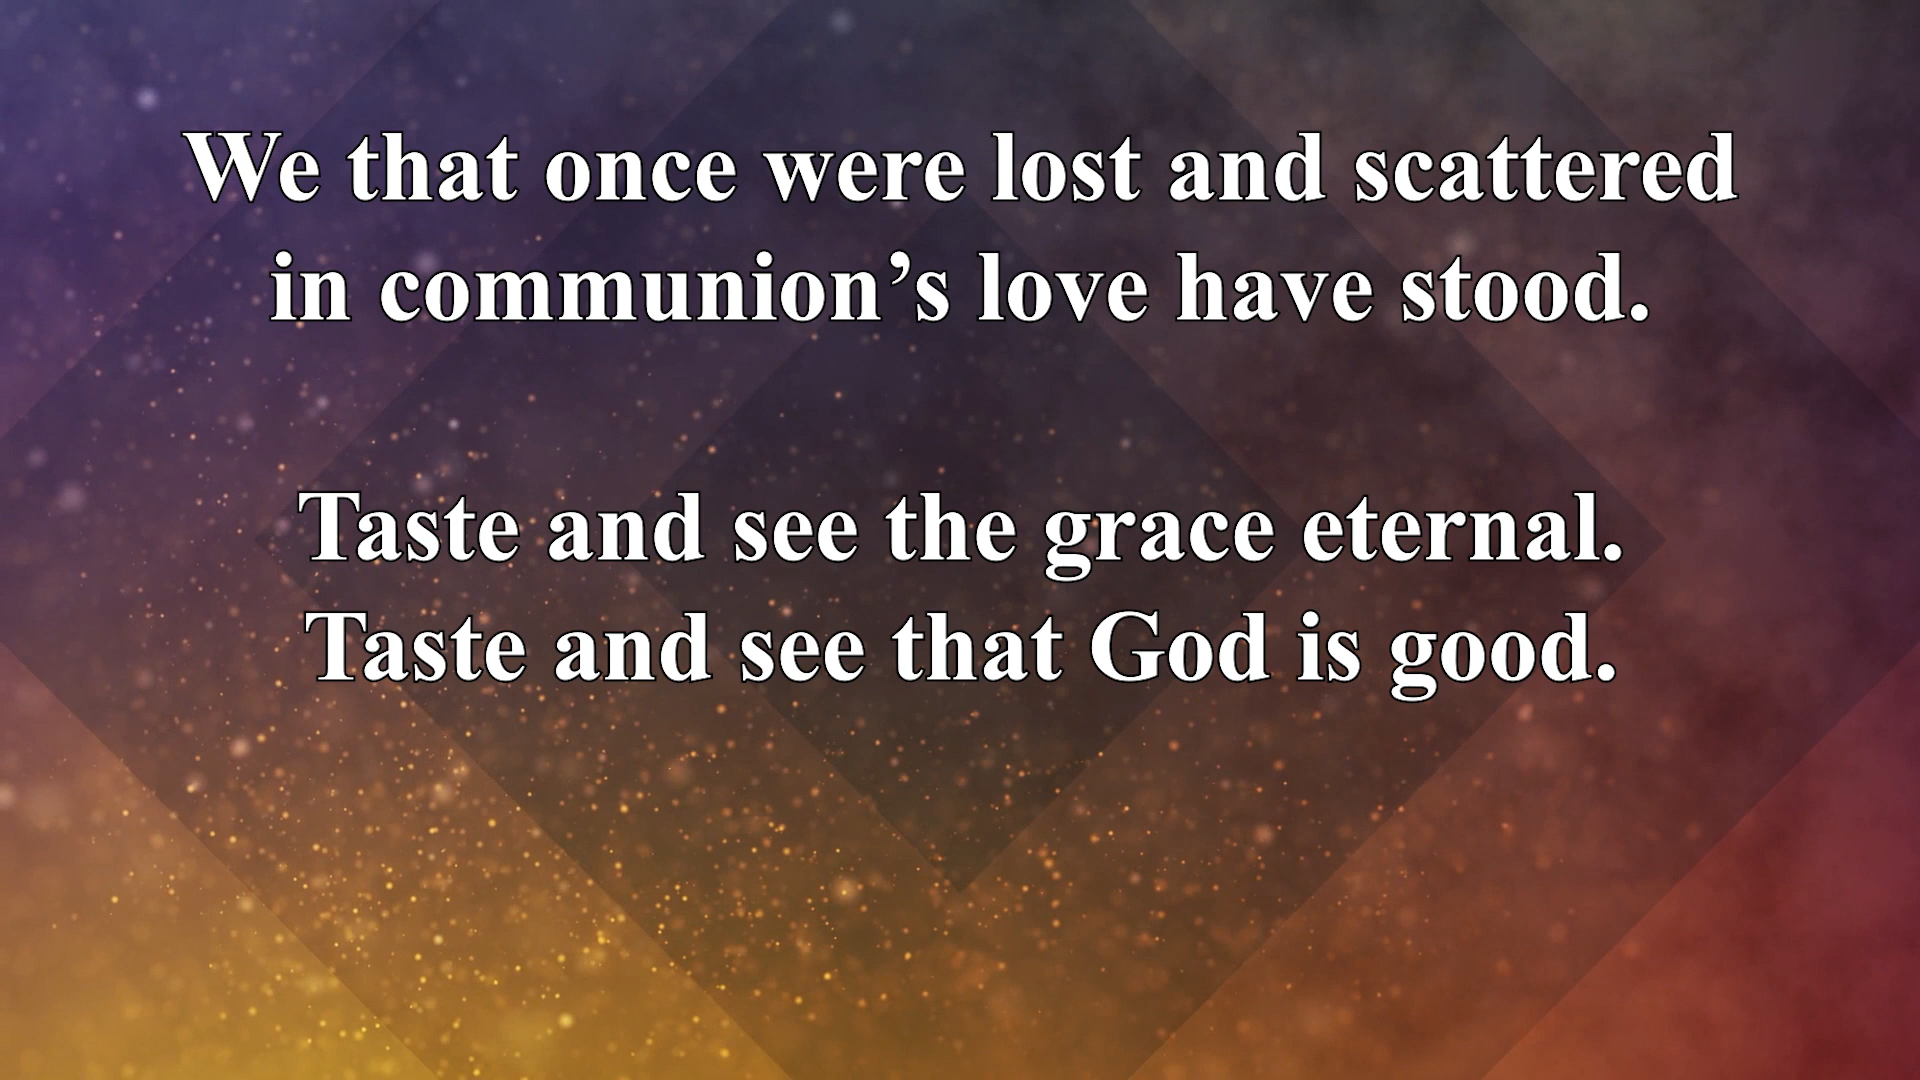 We that once were lost and scattered
in communion’s love have stood.
Taste and see the grace eternal.
Taste and see that God is good.